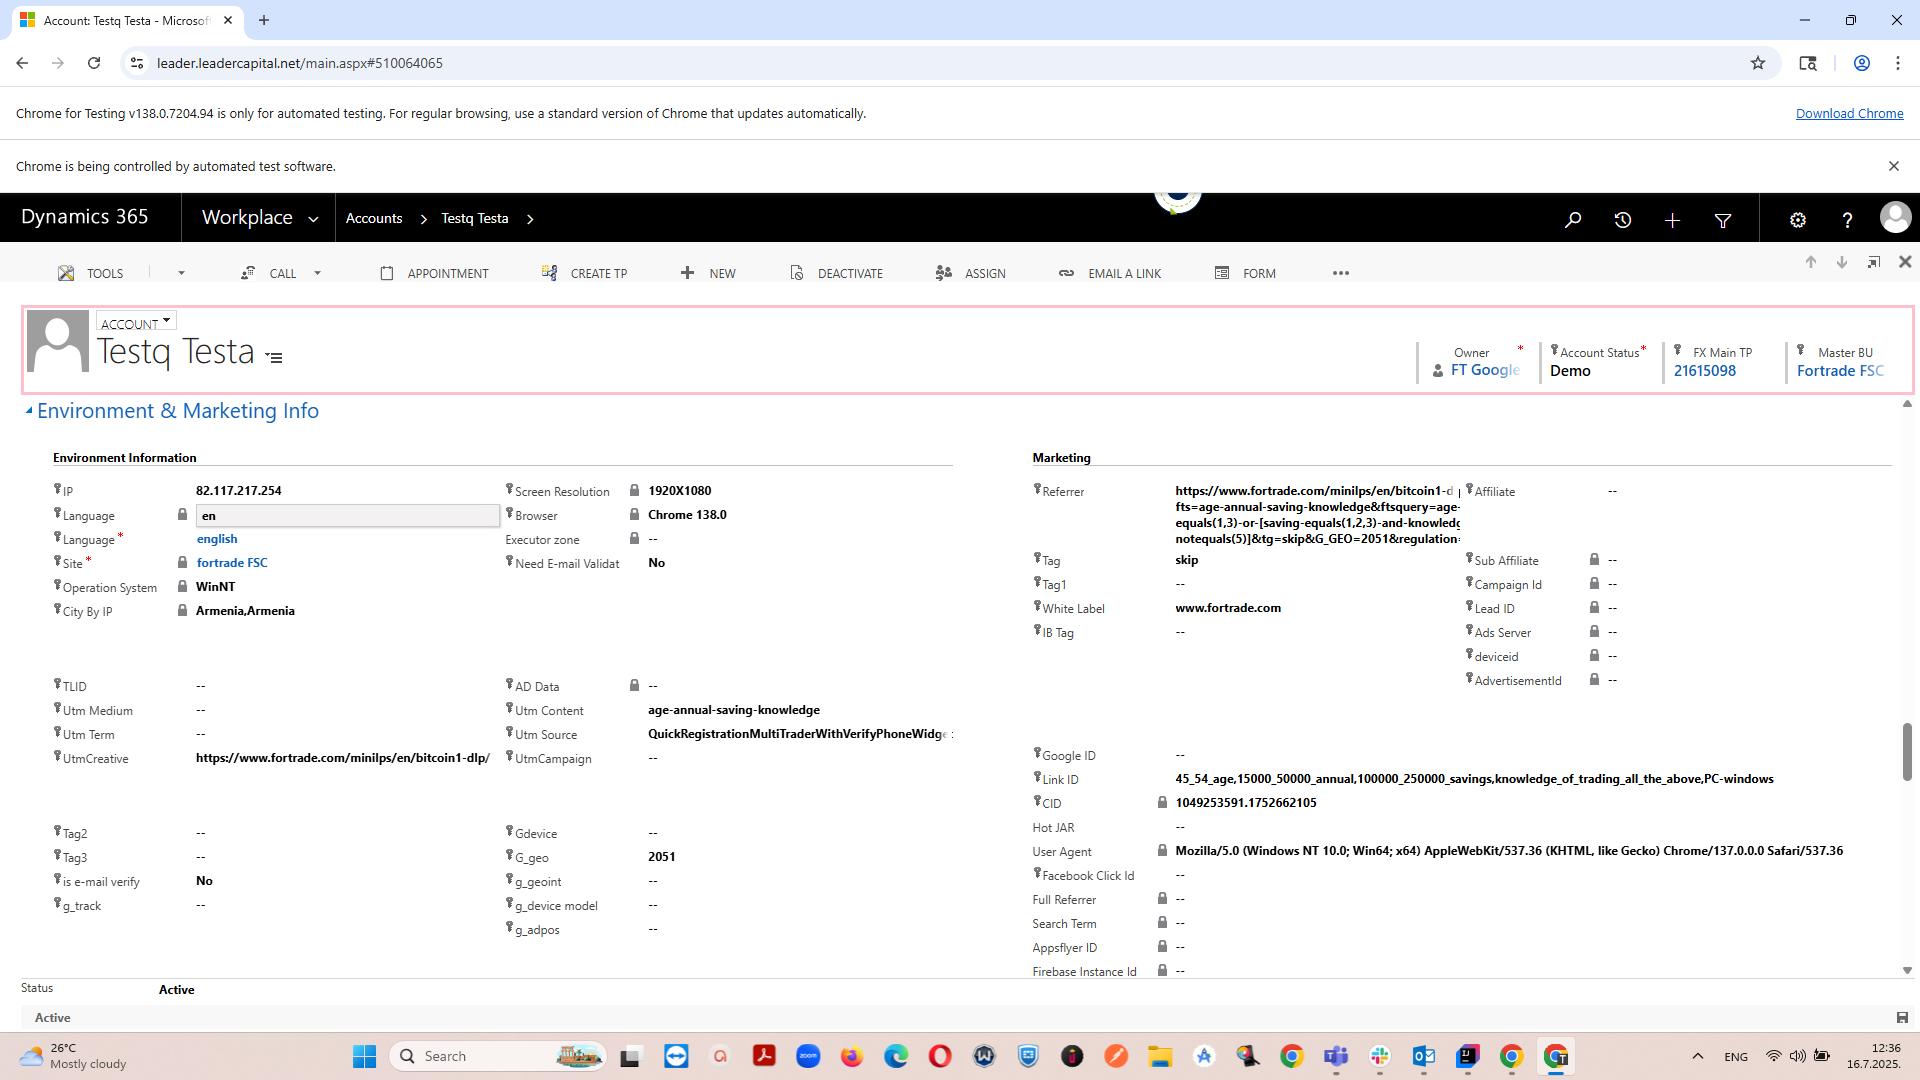 Account: Testq Testa - Microsof
leader.leadercapital.net/main.aspx#510064065
Chrome for Testing v138.0.7204.94 is only for automated testing. For regular browsing, use a standard version of Chrome that updates automatically.
Download Chrome
Chrome is being controlled by automated test software.
Dynamics 365
Workplace
Accounts
Testq Testa
TOOLS
CALL
APPOINTMENT
CREATE TP
NEW
DEACTIVATE
ASSIGN
EMAIL A LINK
FORM
ACCOUNT
Testq Testa
Owner *
FT Google
Account Status *
Demo
FX Main TP
21615098
Master BU
Fortrade FSC
Environment & Marketing Info
Environment Information
IP 82.117.217.254
Language en
Language * english
Site * fortrade FSC
Operation System WinNT
City By IP Armenia,Armenia
Screen Resolution 1920X1080
Browser Chrome 138.0
Executor zone --
Need E-mail Validat No
TLID --
Utm Medium --
Utm Term --
UtmCreative https://www.fortrade.com/minilps/en/bitcoin1-dlp/
AD Data --
Utm Content age-annual-saving-knowledge
Utm Source QuickRegistrationMultiTraderWithVerifyPhoneWidge
UtmCampaign --
Tag2 --
Tag3 --
is e-mail verify No
g_track --
Gdevice --
G_geo 2051
g_geoint --
g_device model --
g_adpos --
Marketing
Referrer https://www.fortrade.com/minilps/en/bitcoin1-d
fts=age-annual-saving-knowledge&ftsquery=age-
equals(1,3)-or-[saving-equals(1,2,3)-and-knowledg
notequals(5)]&tg=skip&G_GEO=2051&regulation=
Tag skip
Tag1 --
White Label www.fortrade.com
IB Tag --
Affiliate --
Sub Affiliate --
Campaign Id --
Lead ID --
Ads Server --
deviceid --
AdvertisementId --
Google ID --
Link ID 45_54_age,15000_50000_annual,100000_250000_savings,knowledge_of_trading_all_the_above,PC-windows
CID 1049253591.1752662105
Hot JAR --
User Agent Mozilla/5.0 (Windows NT 10.0; Win64; x64) AppleWebKit/537.36 (KHTML, like Gecko) Chrome/137.0.0.0 Safari/537.36
Facebook Click Id --
Full Referrer --
Search Term --
Appsflyer ID --
Firebase Instance Id --
Status Active
Active
26°C
Mostly cloudy
Search
zoom
ENG
12:36
16.7.2025.